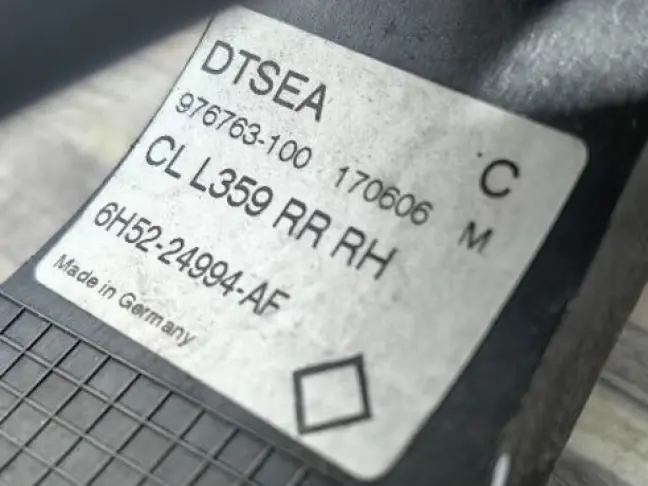 DTSEA
976763-100 170606 C
CL L359 RR RH M
6H52-24994-AF
Made in Germany